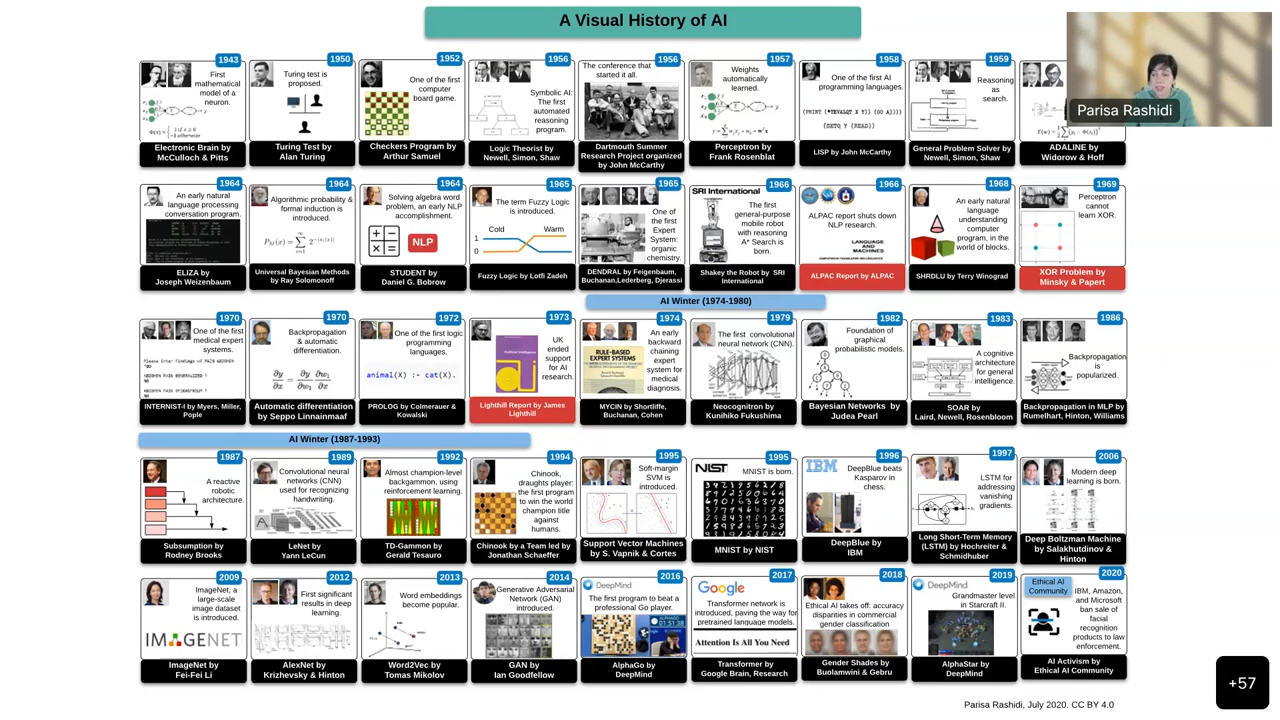 A Visual History of AI
Parisa Rashidi
1943
First
mathematical
model of a
neuron.
Electronic Brain by
McCulloch & Pitts
1950
Turing test is
proposed.
Turing Test by
Alan Turing
1952
One of the first
computer
board game.
Checkers Program by
Arthur Samuel
1956
Symbolic AI:
The first
automated
reasoning
program.
Logic Theorist by
Newell, Simon, Shaw
1956
The conference that
started it all.
Dartmouth Summer
Research Project organized
by John McCarthy
1957
Weights
automatically
learned.
Perceptron by
Frank Rosenblat
1958
One of the first AI
programming languages.
LISP by John McCarthy
1959
Reasoning
as
search.
General Problem Solver by
Newell, Simon, Shaw
ADALINE by
Widorow & Hoff
1964
An early natural
language processing
conversation program.
ELIZA by
Joseph Weizenbaum
1964
Algorithmic probability &
formal induction is
introduced.
Universal Bayesian Methods
by Ray Solomonoff
1964
Solving algebra word
problem, an early NLP
accomplishment.
NLP
STUDENT by
Daniel G. Bobrow
1965
The term Fuzzy Logic
is introduced.
Cold Warm
1
0
Fuzzy Logic by Lotfi Zadeh
1965
One of
the first
Expert
System:
organic
chemistry.
DENDRAL by Feigenbaum,
Buchanan,Lederberg, Djerassi
SRI International
1966
The first
general-purpose
mobile robot
with reasoning
A* Search is
born.
Shakey the Robot by SRI
International
1966
ALPAC report shuts down
NLP research.
LANGUAGE
AND
MACHINES
ALPAC Report by ALPAC
1968
An early natural
language
understanding
computer
program, in the
world of blocks.
SHRDLU by Terry Winograd
1969
Perceptron
cannot
learn XOR.
XOR Problem by
Minsky & Papert
AI Winter (1974-1980)
1970
One of the first
medical expert
systems.
INTERNIST-I by Myers, Miller,
Pople
1970
Backpropagation
& automatic
differentiation.
Automatic differentiation
by Seppo Linnainmaaf
1972
One of the first logic
programming
languages.
animal(X) :- cat(X).
PROLOG by Colmerauer &
Kowalski
1973
UK
ended
support
for AI
research.
Lighthill Report by James
Lighthill
1974
RULE-BASED
EXPERT SYSTEMS
An early
backward
chaining
expert
system for
medical
diagnosis.
MYCIN by Shortliffe,
Buchanan, Cohen
1979
The first convolutional
neural network (CNN).
Neocognitron by
Kunihiko Fukushima
1982
Foundation of
graphical
probabilistic models.
Bayesian Networks by
Judea Pearl
1983
A cognitive
architecture
for general
intelligence.
SOAR by
Laird, Newell, Rosenbloom
1986
Backpropagation
is
popularized.
Backpropagation in MLP by
Rumelhart, Hinton, Williams
AI Winter (1987-1993)
1987
A reactive
robotic
architecture.
Subsumption by
Rodney Brooks
1989
Convolutional neural
networks (CNN)
used for recognizing
handwriting.
LeNet by
Yann LeCun
1992
Almost champion-level
backgammon, using
reinforcement learning.
TD-Gammon by
Gerald Tesauro
1994
Chinook,
draughts player:
the first program
to win the world
champion title
against
humans.
Chinook by a Team led by
Jonathan Schaeffer
1995
Soft-margin
SVM is
introduced.
Support Vector Machines
by S. Vapnik & Cortes
NIST
1995
MNIST is born.
MNIST by NIST
IBM
1996
DeepBlue beats
Kasparov in
chess.
DeepBlue by
IBM
1997
LSTM for
addressing
vanishing
gradients.
Long Short-Term Memory
(LSTM) by Hochreiter &
Schmidhuber
2006
Modern deep
learning is born.
Deep Boltzman Machine
by Salakhutdinov &
Hinton
2009
ImageNet, a
large-scale
image dataset
is introduced.
IMAGENET
ImageNet by
Fei-Fei Li
2012
First significant
results in deep
learning.
AlexNet by
Krizhevsky & Hinton
2013
Word embeddings
become popular.
Word2Vec by
Tomas Mikolov
2014
Generative Adversarial
Network (GAN)
introduced.
GAN by
Ian Goodfellow
DeepMind
2016
The first program to beat a
professional Go player.
ALPHAGO
01:51:38
AlphaGo by
DeepMind
Google
2017
Transformer network is
introduced, paving the way for
pretrained language models.
Attention Is All You Need
Transformer by
Google Brain, Research
2018
Ethical AI takes off: accuracy
disparities in commercial
gender classification
Gender Shades by
Buolamwini & Gebru
DeepMind
2019
Grandmaster level
in Starcraft II.
AlphaStar by
DeepMind
Ethical AI
Community
2020
IBM, Amazon,
and Microsoft
ban sale of
facial
recognition
products to law
enforcement.
AI Activism by
Ethical AI Community
+57
Parisa Rashidi, July 2020. CC BY 4.0